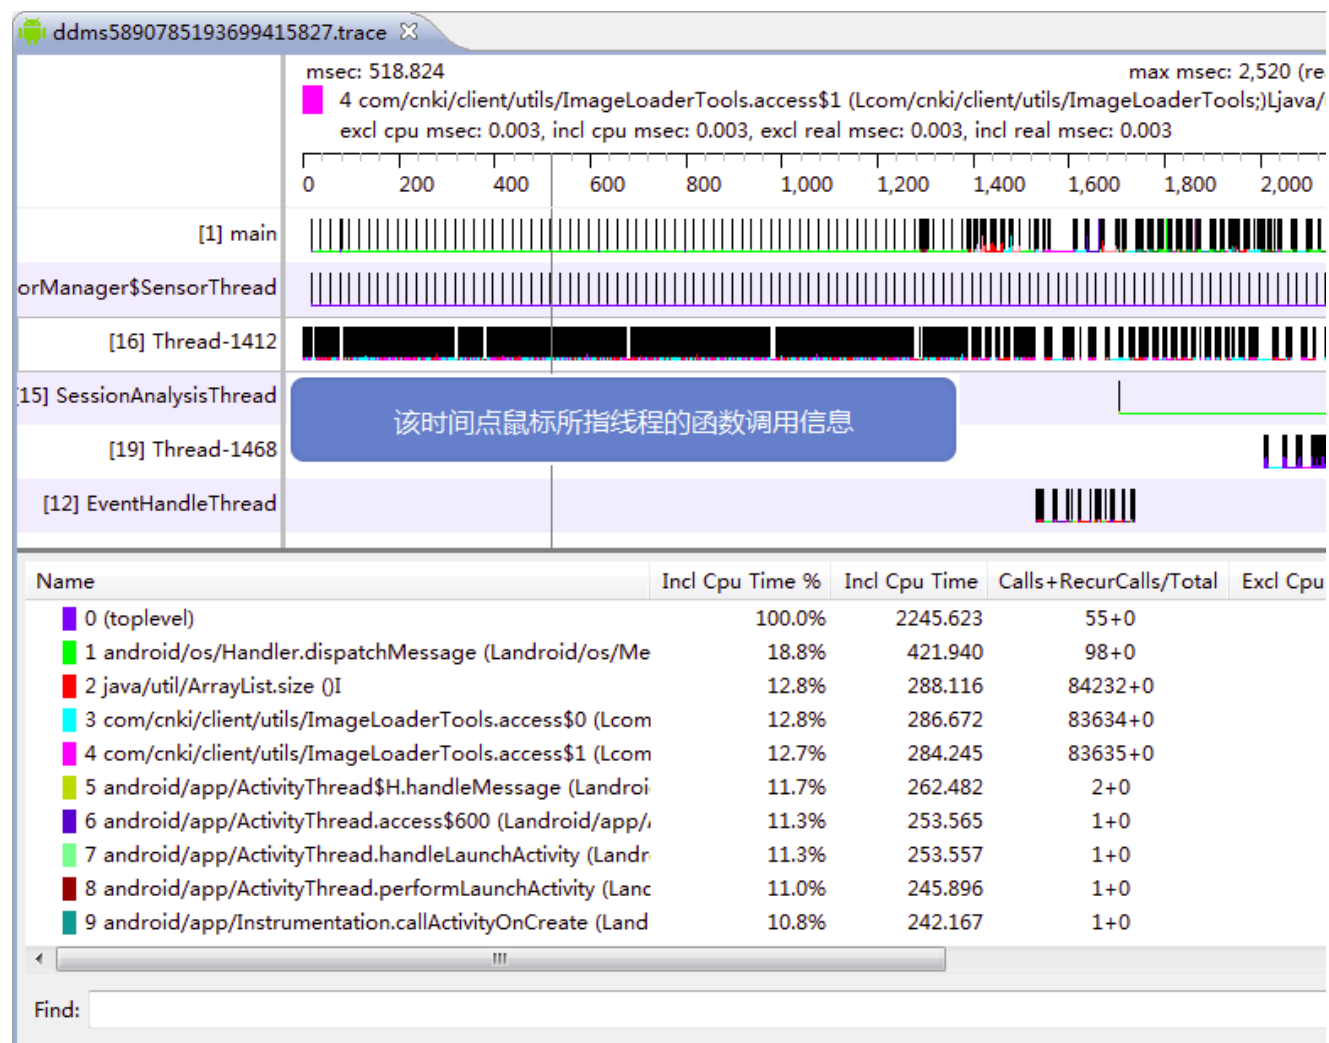 ddms5890785193699415827.trace
msec: 518.824 max msec: 2,520 (re
4 com/cnki/client/utils/ImageLoaderTools.access$1 (Lcom/cnki/client/utils/ImageLoaderTools;)Ljava/
excl cpu msec: 0.003, incl cpu msec: 0.003, excl real msec: 0.003, incl real msec: 0.003
0 200 400 600 800 1,000 1,200 1,400 1,600 1,800 2,000
[1] main
orManager$SensorThread
[16] Thread-1412
15] SessionAnalysisThread
该时间点鼠标所指线程的函数调用信息
[19] Thread-1468
[12] EventHandleThread
Name Incl Cpu Time % Incl Cpu Time Calls+RecurCalls/Total Excl Cpu
0 (toplevel) 100.0% 2245.623 55+0
1 android/os/Handler.dispatchMessage (Landroid/os/Me 18.8% 421.940 98+0
2 java/util/ArrayList.size ()I 12.8% 288.116 84232+0
3 com/cnki/client/utils/ImageLoaderTools.access$0 (Lcom 12.8% 286.672 83634+0
4 com/cnki/client/utils/ImageLoaderTools.access$1 (Lcom 12.7% 284.245 83635+0
5 android/app/ActivityThread$H.handleMessage (Landroi 11.7% 262.482 2+0
6 android/app/ActivityThread.access$600 (Landroid/app/ 11.3% 253.565 1+0
7 android/app/ActivityThread.handleLaunchActivity (Landr 11.3% 253.557 1+0
8 android/app/ActivityThread.performLaunchActivity (Lanc 11.0% 245.896 1+0
9 android/app/Instrumentation.callActivityOnCreate (Land 10.8% 242.167 1+0
Find: